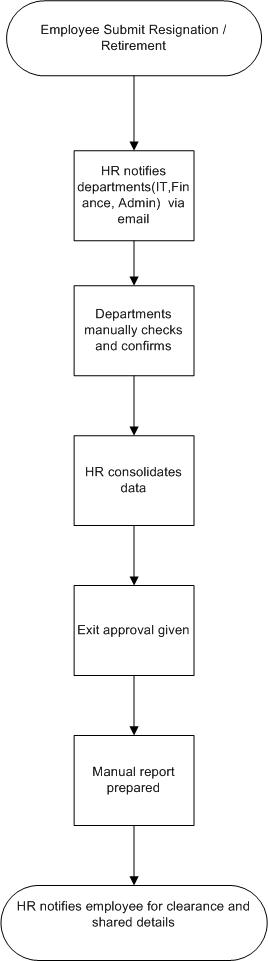 Employee Submit Resignation /
Retirement
HR notifies
departments(IT,Fin
ance, Admin)  via
email
Departments
manually checks
and confirms
HR consolidates
data
Exit approval given
Manual report
prepared
HR notifies employee for clearance and
shared details